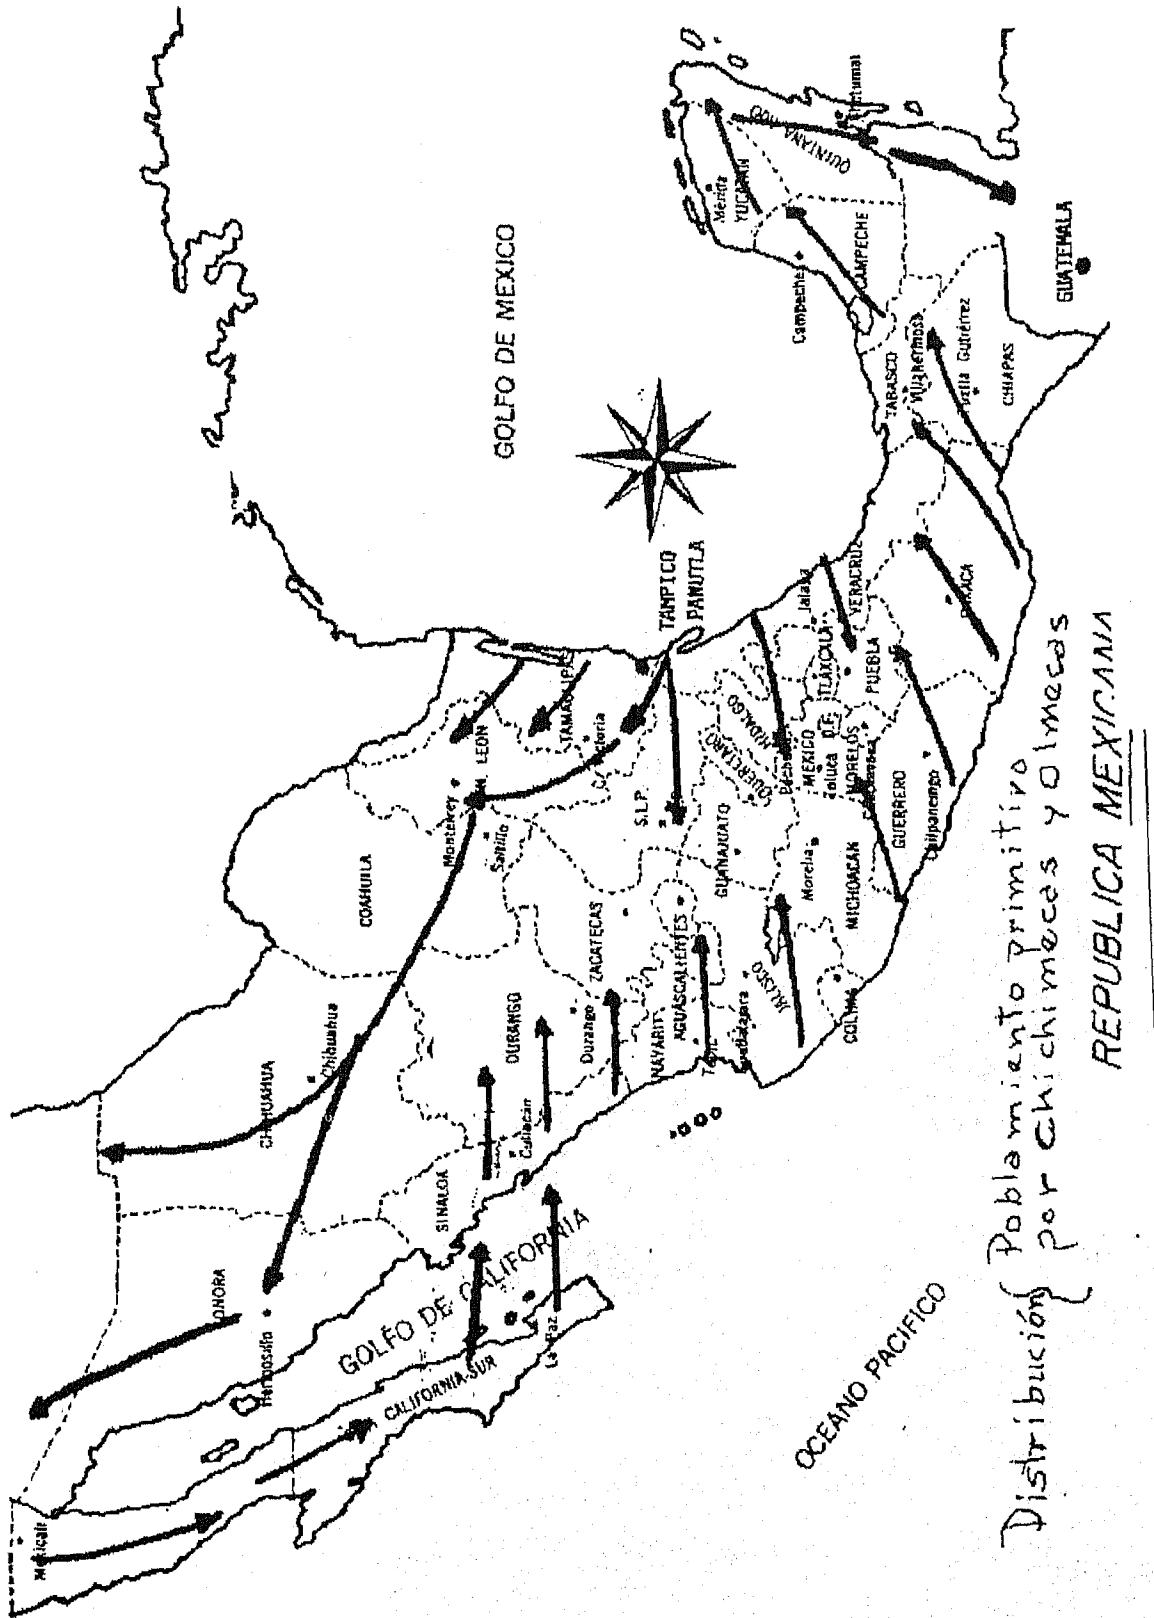 GOLFO DE MEXICO
Mexicali
SONORA
Hermosillo
CHIHUAHUA
Chihuahua
COAHUILA
Monterrey
N. LEON
Saltillo
TAMAULIPAS
C. Victoria
TAMPICO
PANUTLA
GOLFO DE CALIFORNIA
CALIFORNIA SUR
La Paz
SINALOA
Culiacán
DURANGO
Durango
ZACATECAS
S.L.P.
NAYARIT
AGUASCALIENTES
GUANAJUATO
QUERETARO
HIDALGO
JALISCO
COLIMA
MICHOACAN
Morelia
MEXICO
Toluca
D.F.
TLAXCALA
MORELOS
PUEBLA
Jalapa
VERACRUZ
GUERRERO
Chilpancingo
OAXACA
TABASCO
Villahermosa
Tuxtla Gutiérrez
CHIAPAS
Campeche
CAMPECHE
Mérida
YUCATAN
QUINTANA ROO
Chetumal
GUATEMALA
OCEANO PACIFICO
Distribución { Poblamiento primitivo
por chichimecas y Olmecas
REPUBLICA MEXICANA